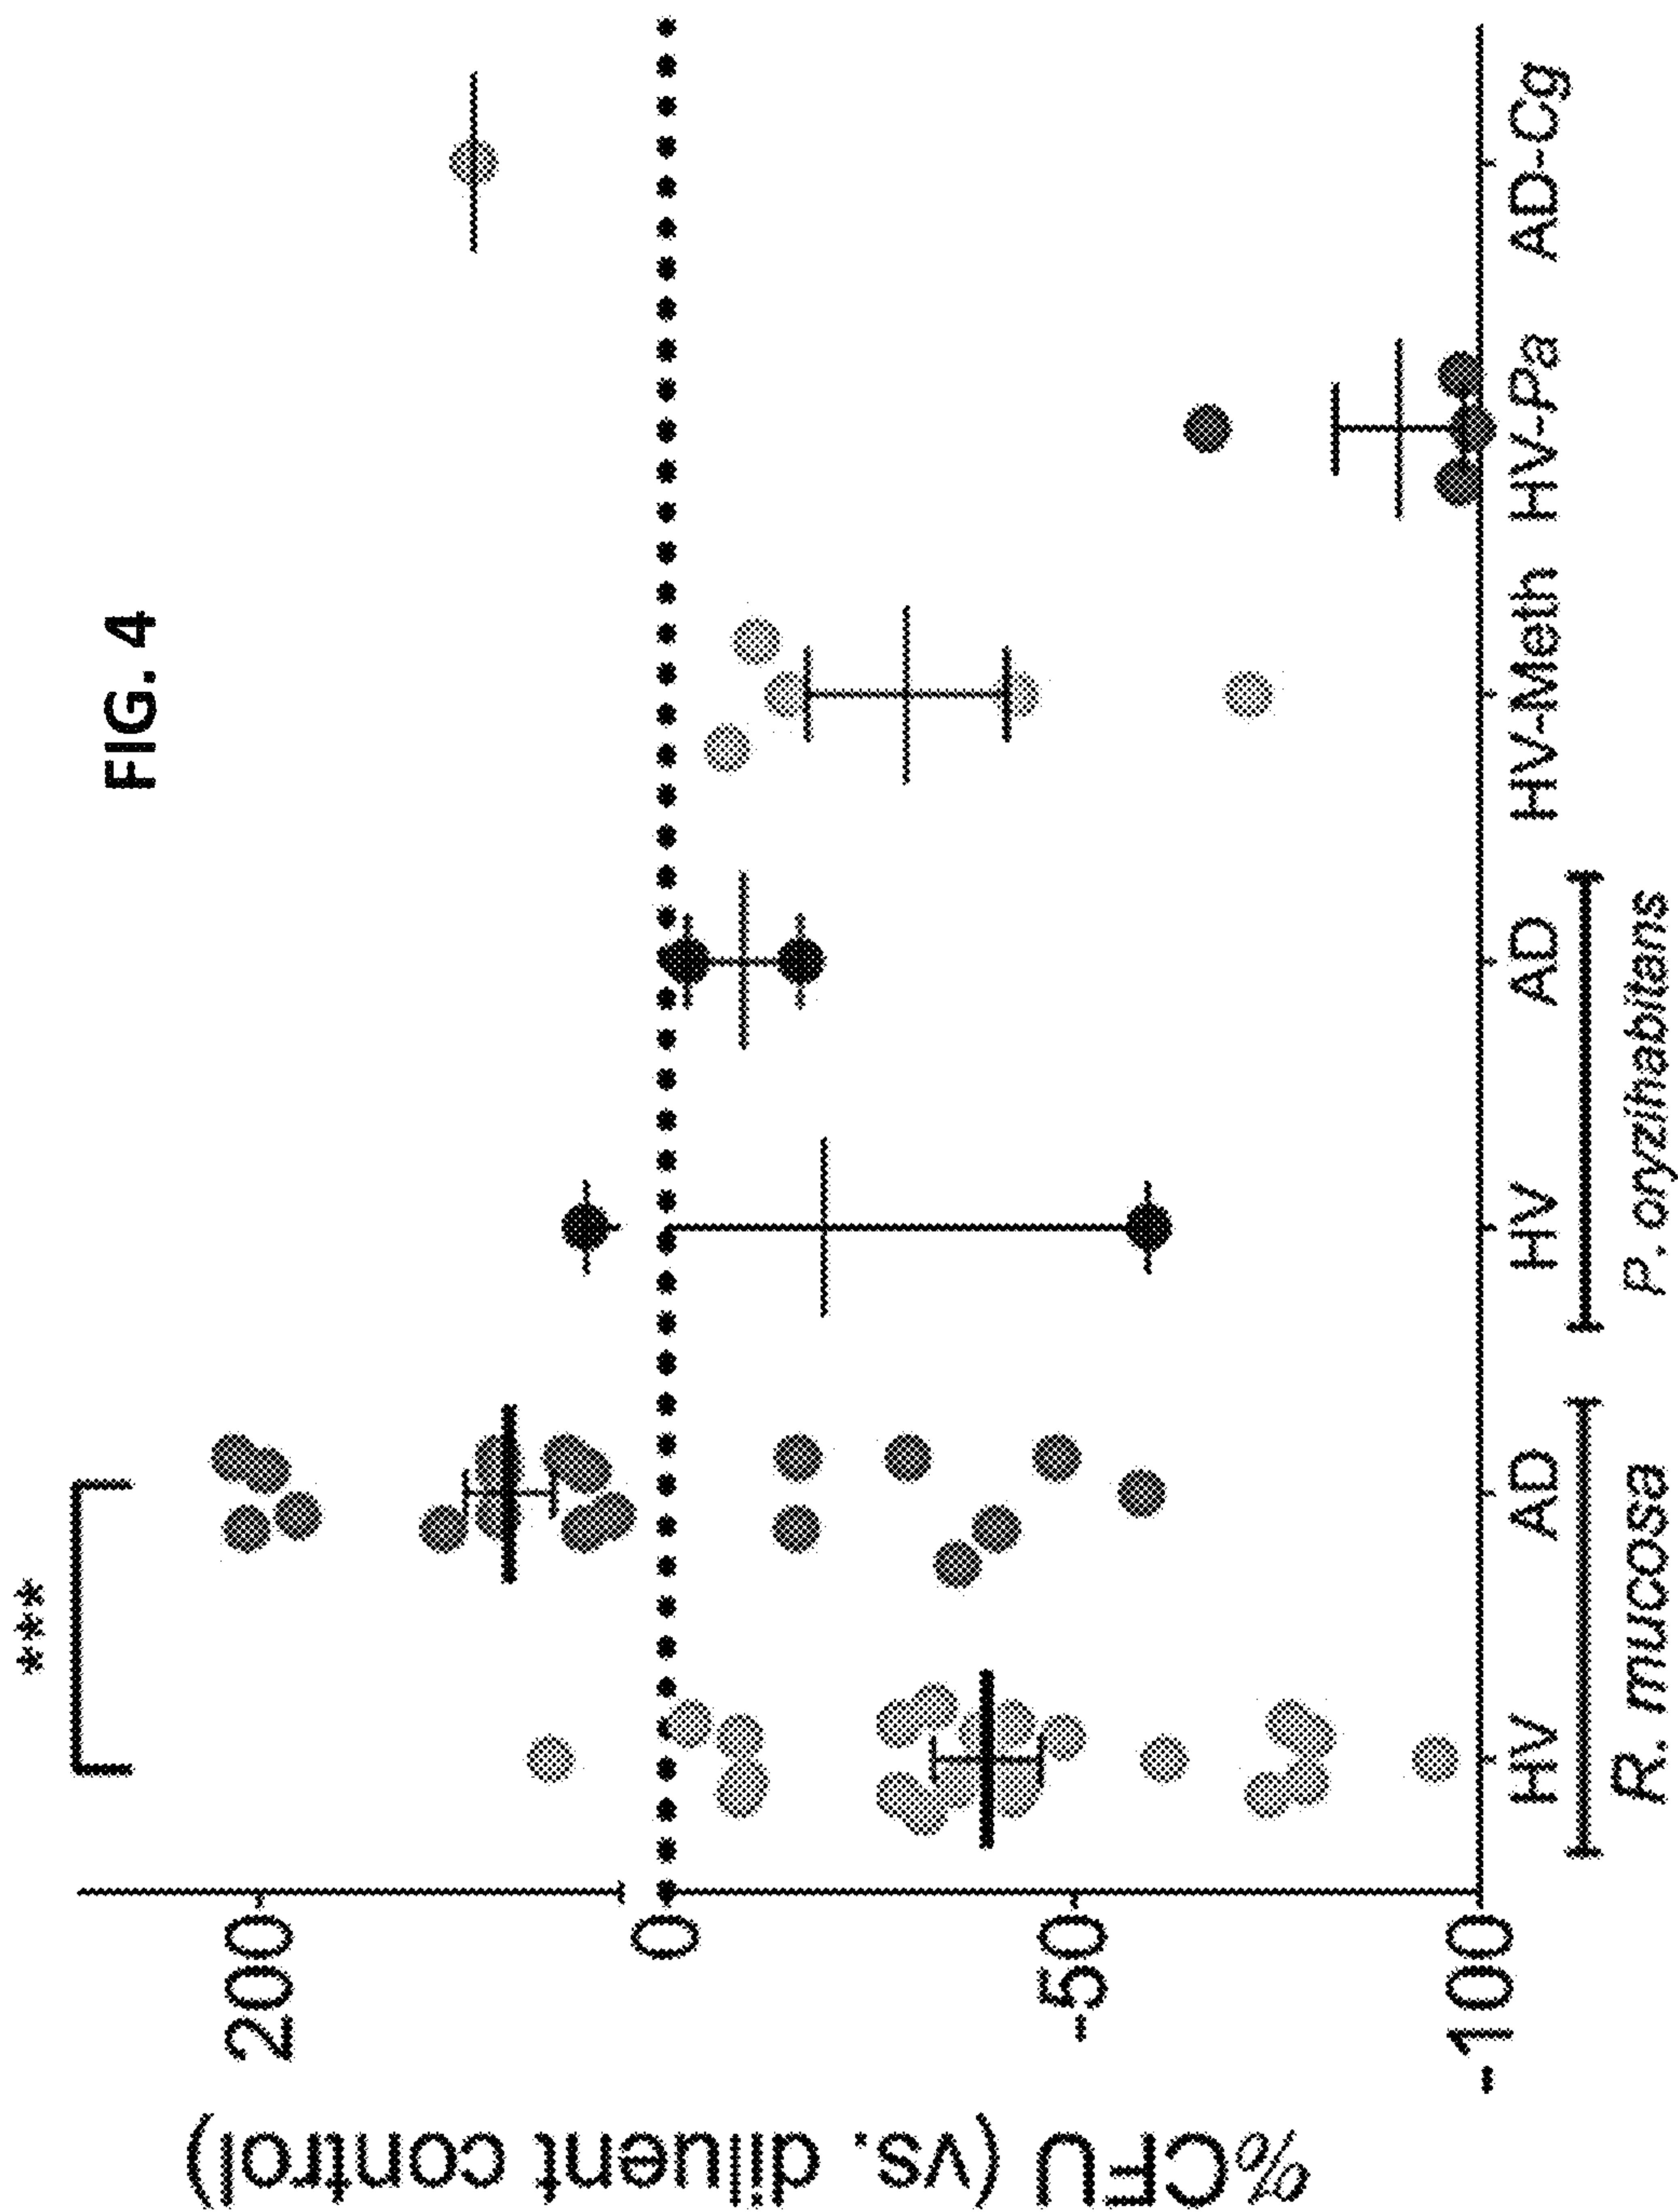 FIG. 4
***
%CFU (vs. diluent control)
200
0
-50
-100
HV AD HV AD HV-Meth HV-Pa AD-Cg
R. mucosa P. oryzihabitans